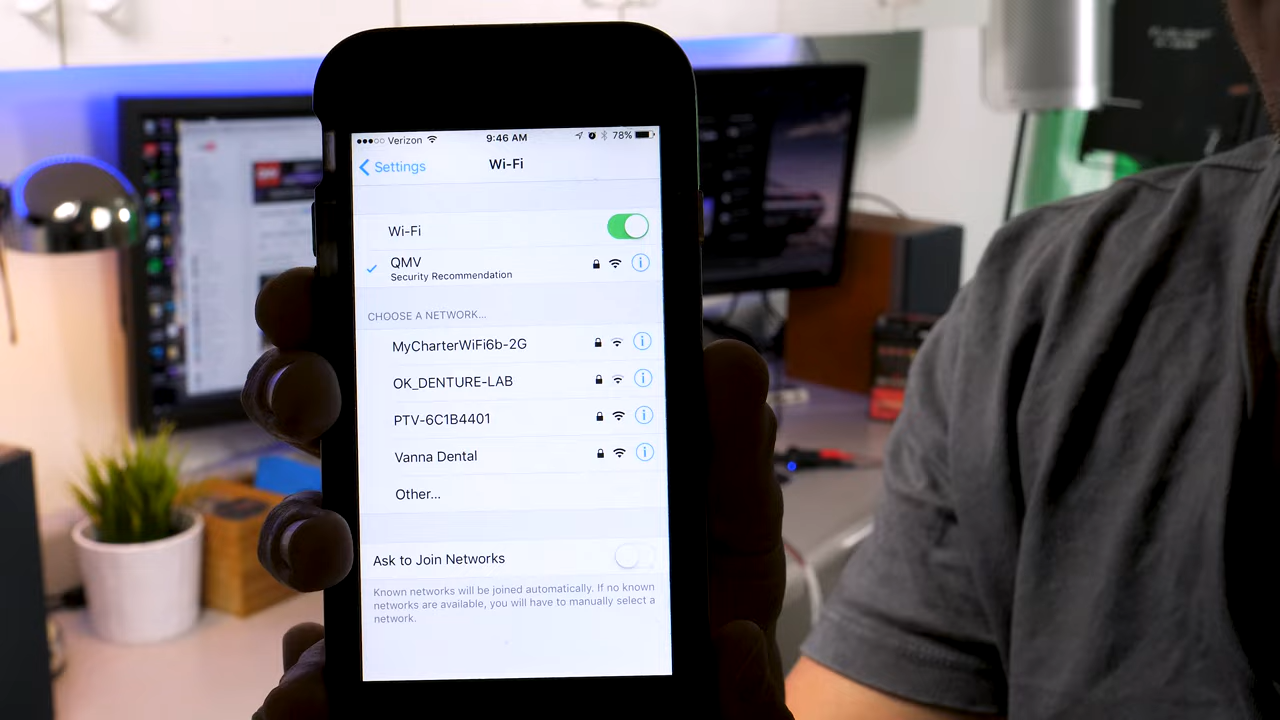 Verizon 9:46 AM 78%
Settings Wi-Fi
Wi-Fi
QMV
Security Recommendation
CHOOSE A NETWORK...
MyCharterWiFi6b-2G
OK_DENTURE-LAB
PTV-6C1B4401
Vanna Dental
Other...
Ask to Join Networks
Known networks will be joined automatically. If no known
networks are available, you will have to manually select a
network.